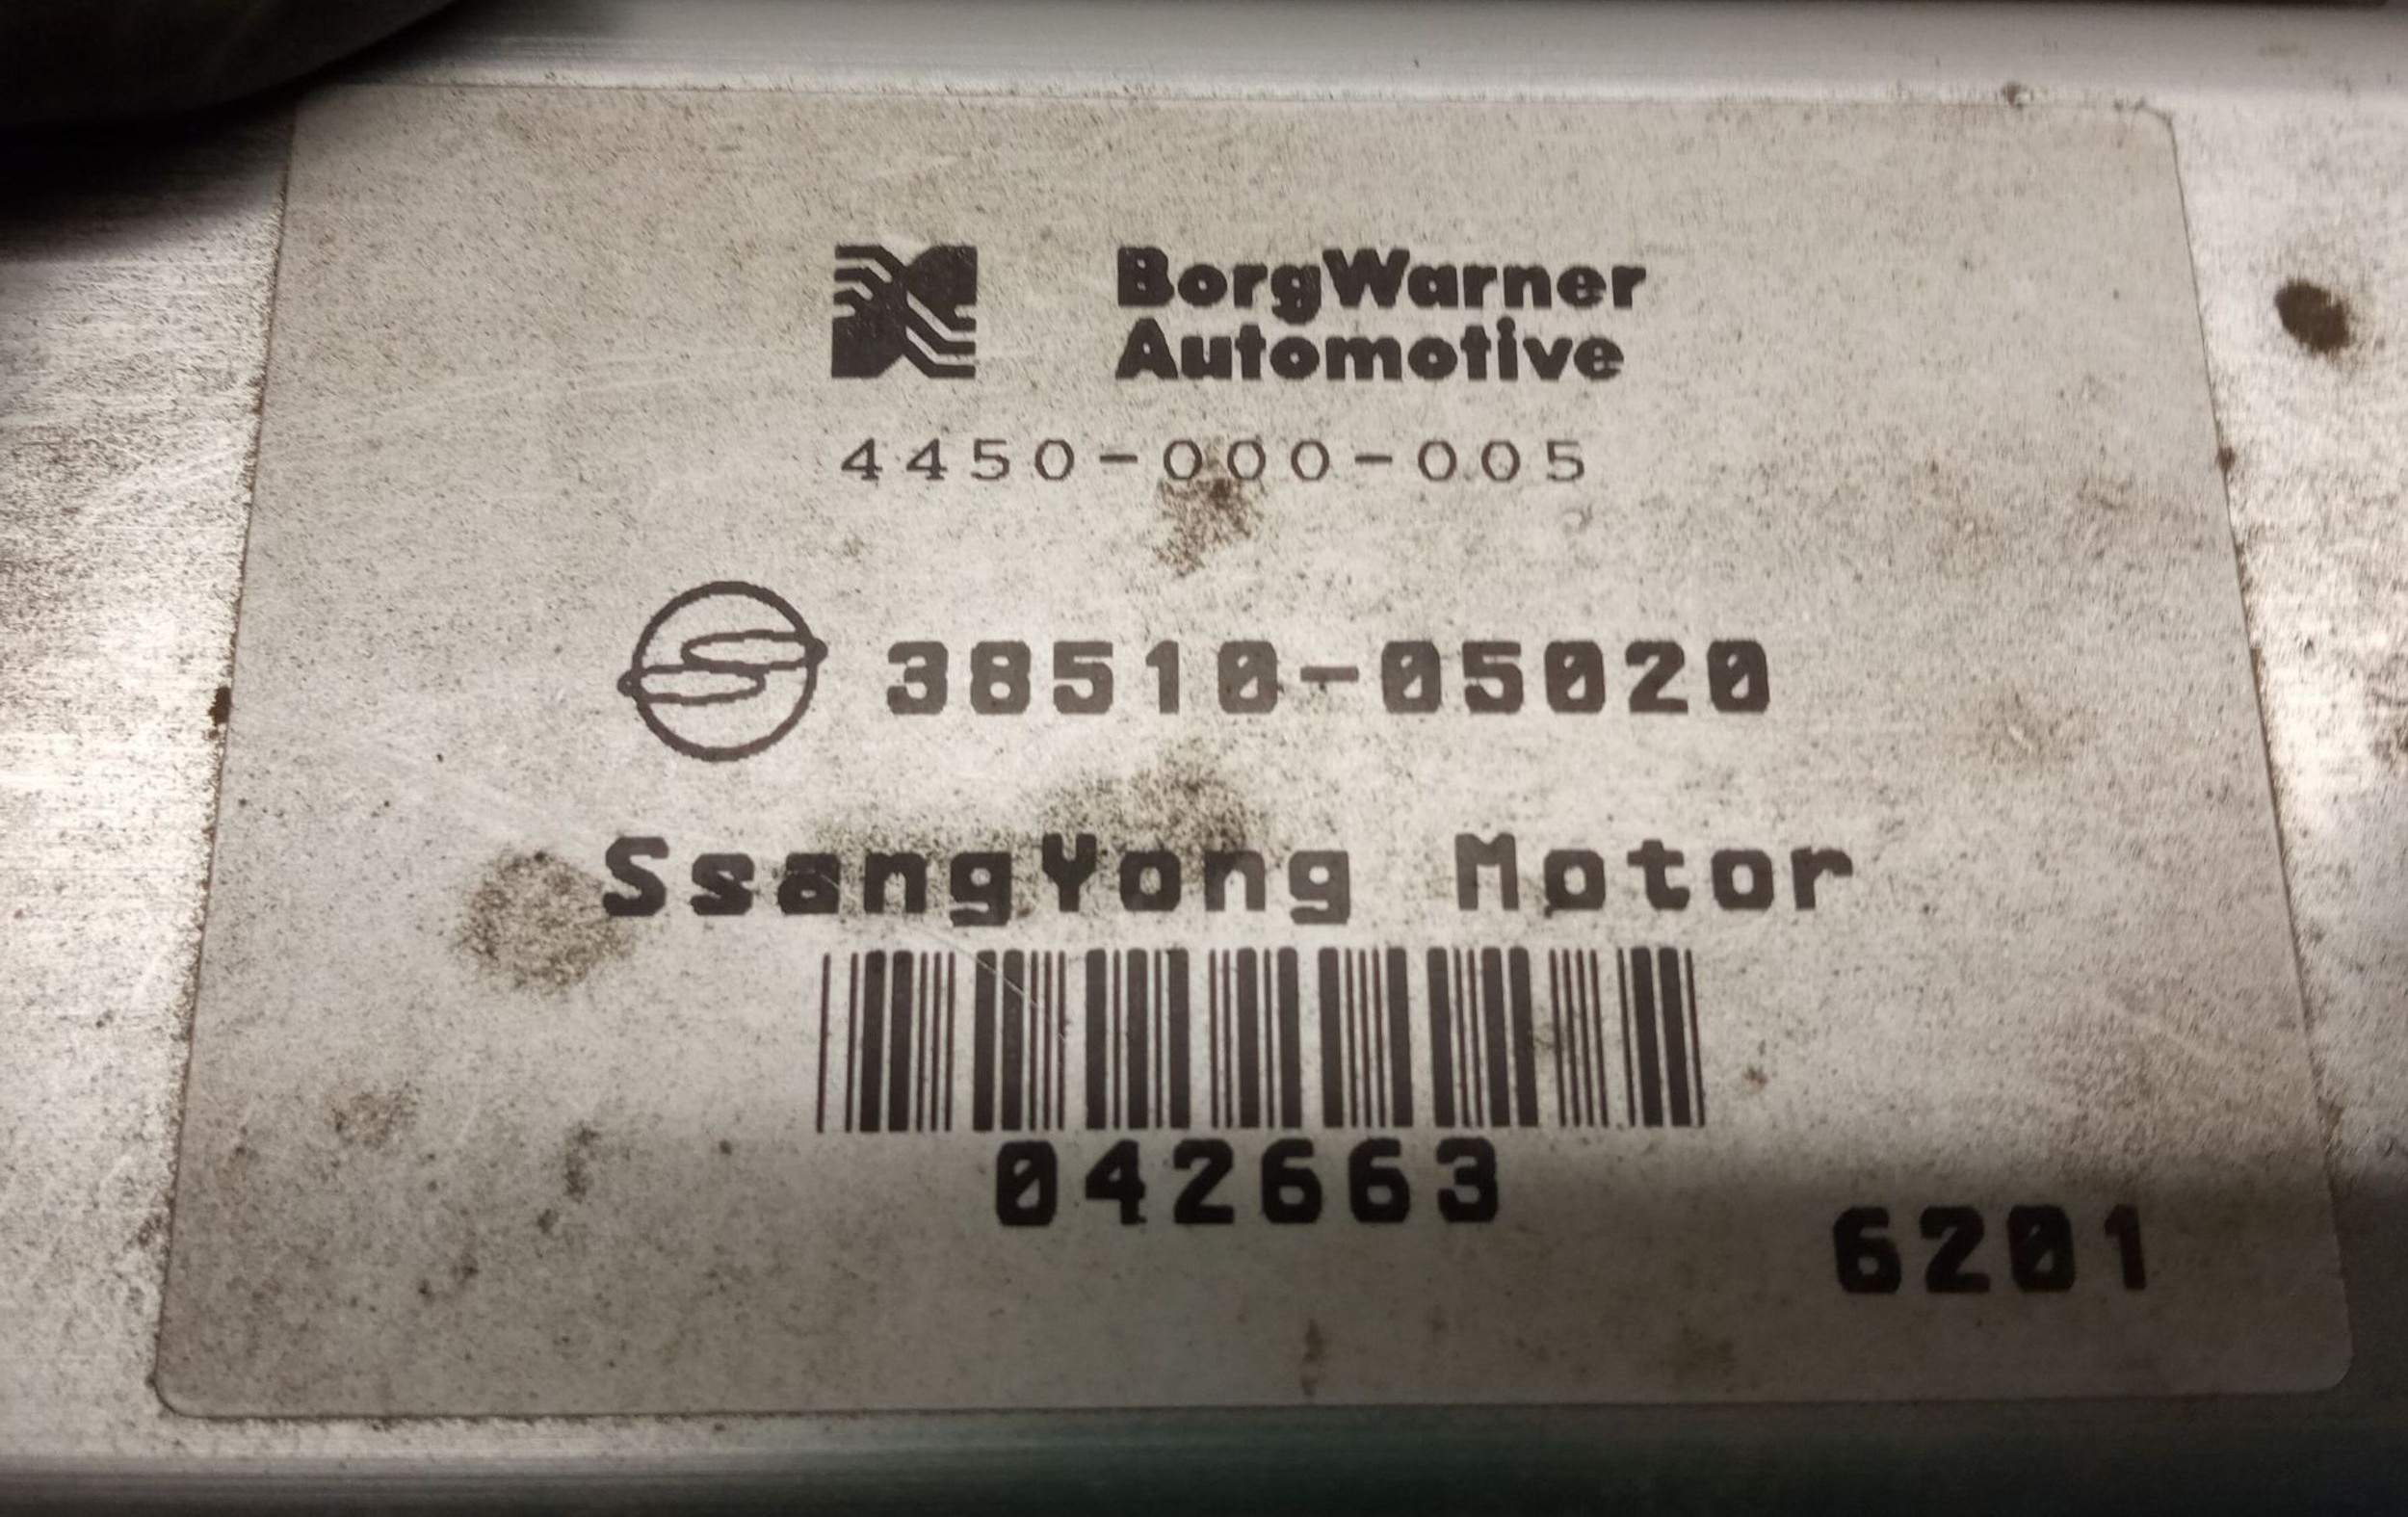 BorgWarner
Automotive
4450-000-005
38510-05020
SsangYong Motor
042663
6201